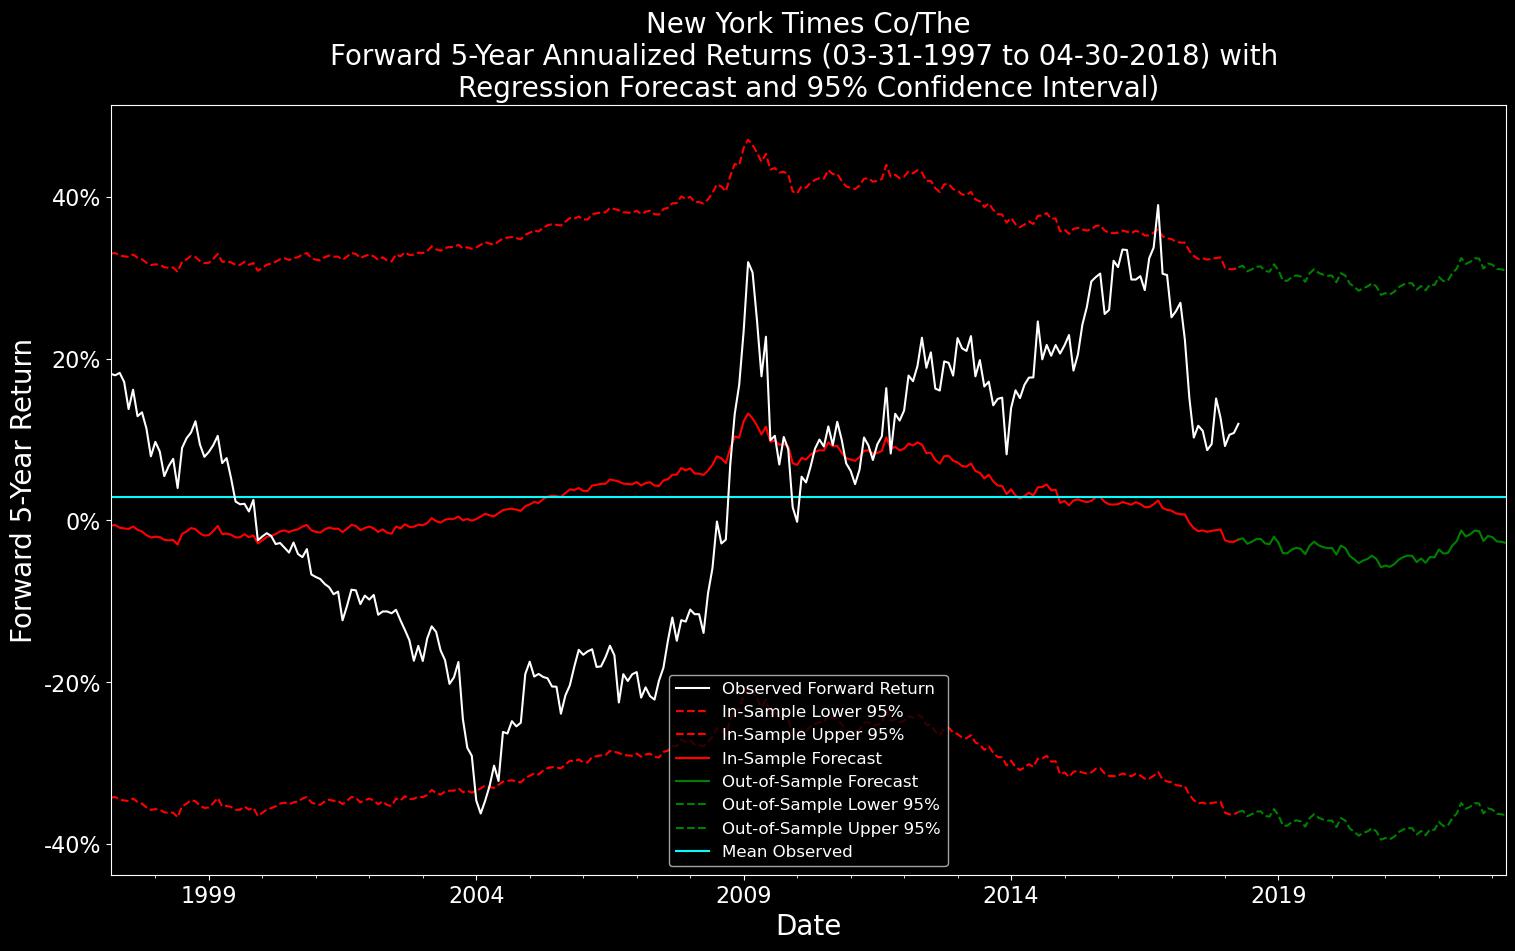 New York Times Co/The
Forward 5-Year Annualized Returns (03-31-1997 to 04-30-2018) with
Regression Forecast and 95% Confidence Interval)
Forward 5-Year Return
40%
20%
0%
-20%
-40%
Observed Forward Return
In-Sample Lower 95%
In-Sample Upper 95%
In-Sample Forecast
Out-of-Sample Forecast
Out-of-Sample Lower 95%
Out-of-Sample Upper 95%
Mean Observed
1999 2004 2009 2014 2019
Date